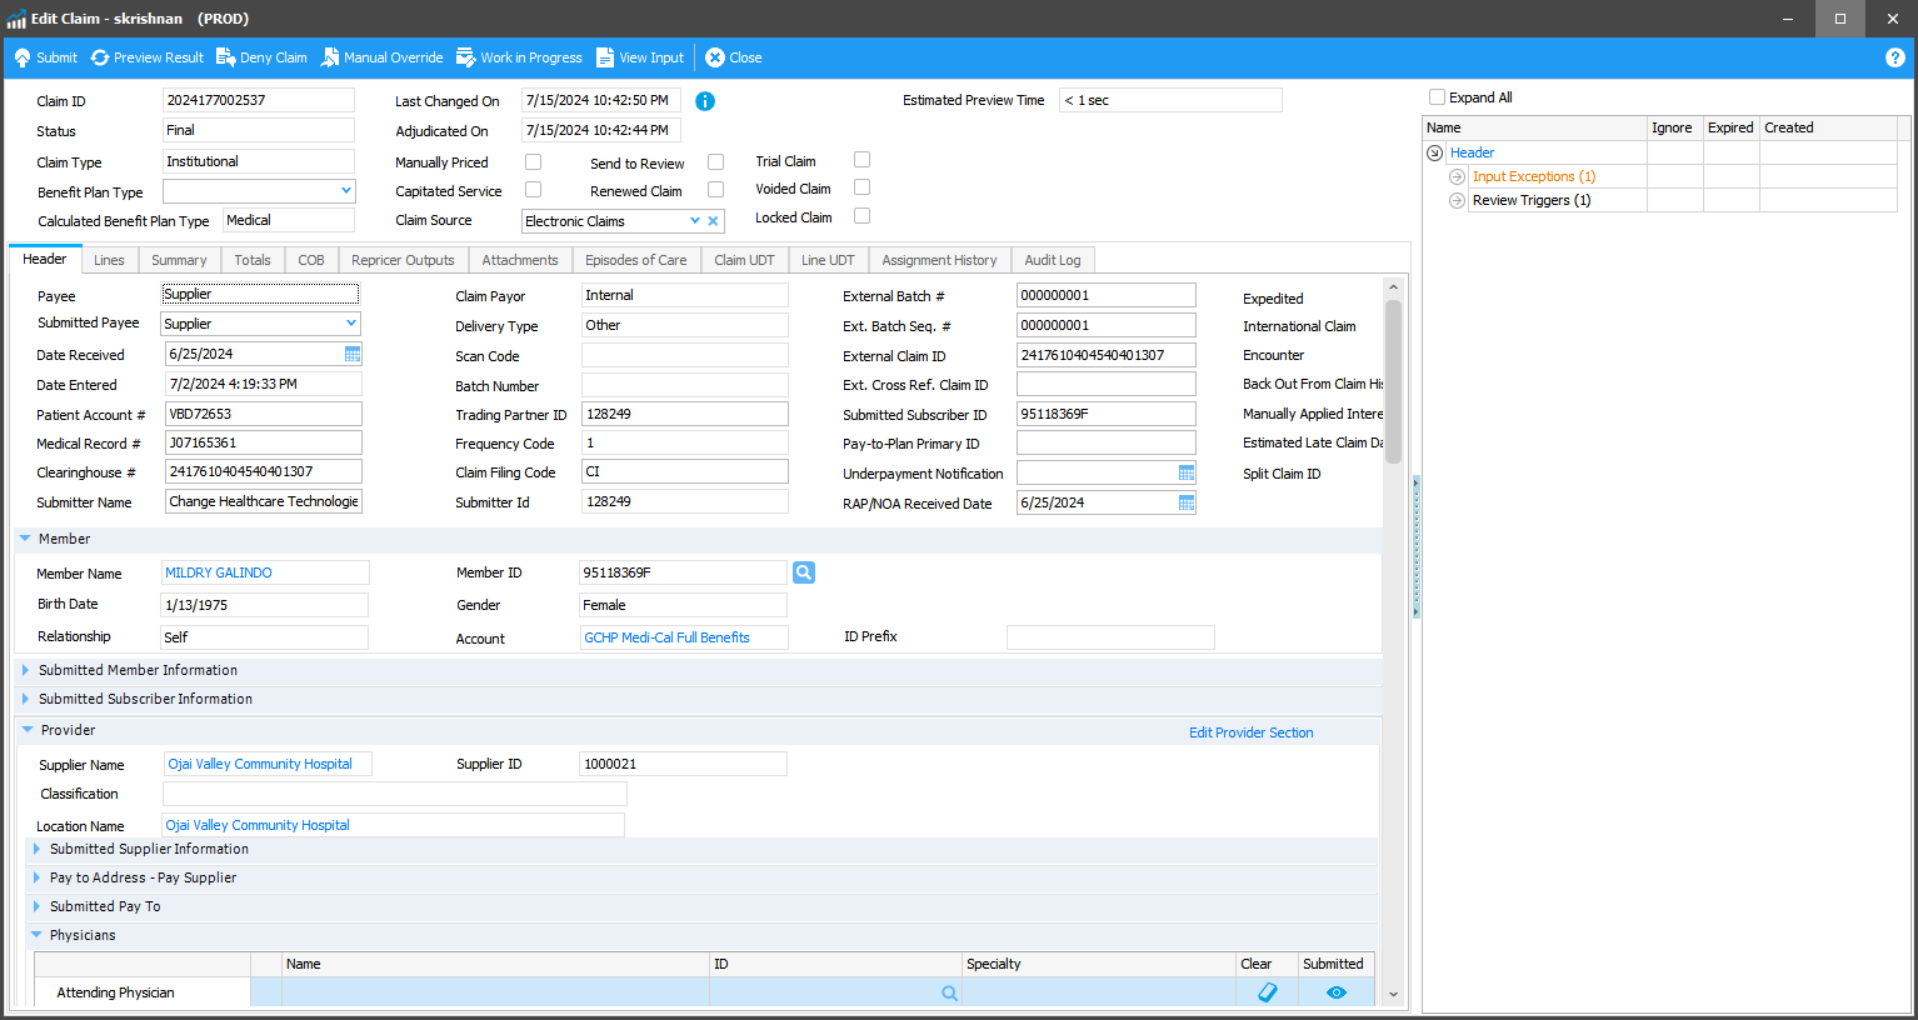 Edit Claim - skrishnan (PROD)
Submit Preview Result Deny Claim Manual Override Work in Progress View Input Close ?
Claim ID 2024177002537 Last Changed On 7/15/2024 10:42:50 PM i Estimated Preview Time < 1 sec
Status Final Adjudicated On 7/15/2024 10:42:44 PM
Claim Type Institutional Manually Priced Send to Review Trial Claim
Benefit Plan Type Capitated Service Renewed Claim Voided Claim
Calculated Benefit Plan Type Medical Claim Source Electronic Claims Locked Claim
Expand All
Name Ignore Expired Created
Header
Input Exceptions (1)
Review Triggers (1)
Header Lines Summary Totals COB Repricer Outputs Attachments Episodes of Care Claim UDT Line UDT Assignment History Audit Log
Payee Supplier Claim Payor Internal External Batch # 000000001 Expedited
Submitted Payee Supplier Delivery Type Other Ext. Batch Seq. # 000000001 International Claim
Date Received 6/25/2024 Scan Code External Claim ID 2417610404540401307 Encounter
Date Entered 7/2/2024 4:19:33 PM Batch Number Ext. Cross Ref. Claim ID Back Out From Claim His
Patient Account # VBD72653 Trading Partner ID 128249 Submitted Subscriber ID 95118369F Manually Applied Intere
Medical Record # J07165361 Frequency Code 1 Pay-to-Plan Primary ID Estimated Late Claim Da
Clearinghouse # 2417610404540401307 Claim Filing Code CI Underpayment Notification Split Claim ID
Submitter Name Change Healthcare Technologie Submitter Id 128249 RAP/NOA Received Date 6/25/2024
Member
Member Name MILDRY GALINDO Member ID 95118369F
Birth Date 1/13/1975 Gender Female
Relationship Self Account GCHP Medi-Cal Full Benefits ID Prefix
Submitted Member Information
Submitted Subscriber Information
Provider Edit Provider Section
Supplier Name Ojai Valley Community Hospital Supplier ID 1000021
Classification
Location Name Ojai Valley Community Hospital
Submitted Supplier Information
Pay to Address - Pay Supplier
Submitted Pay To
Physicians
Name ID Specialty Clear Submitted
Attending Physician